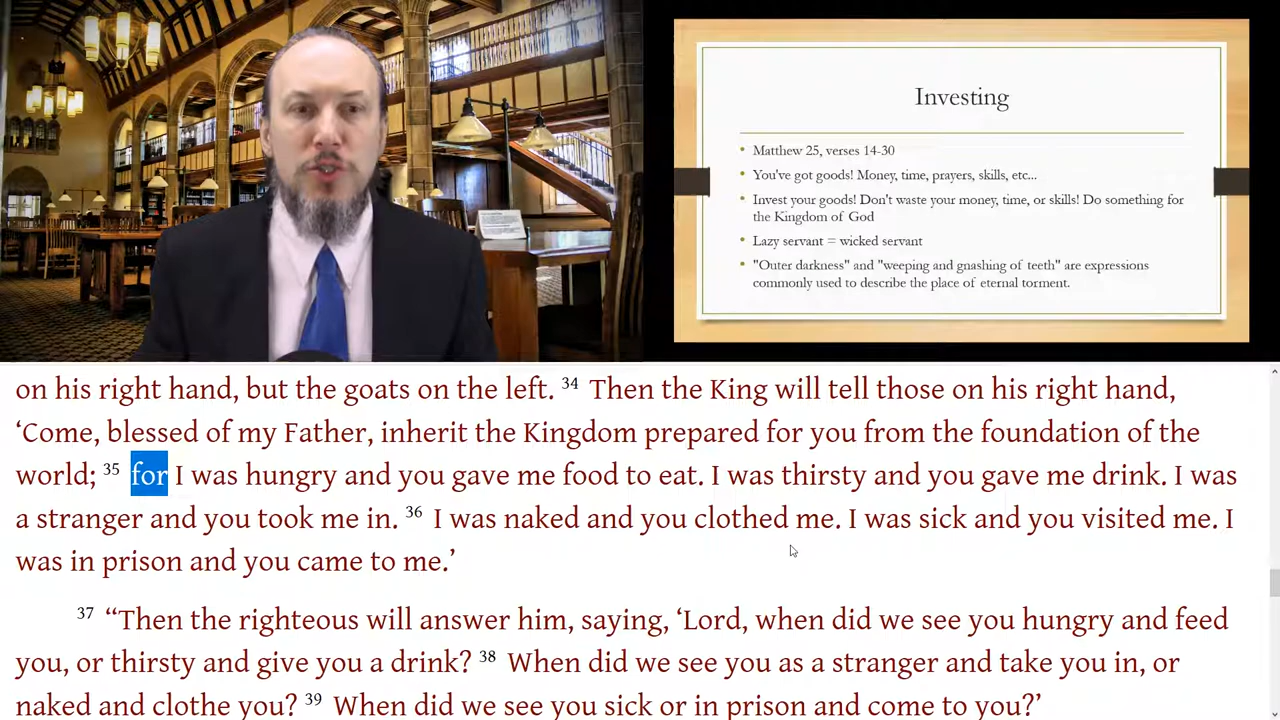 Investing
• Matthew 25, verses 14-30
• You've got goods! Money, time, prayers, skills, etc...
• Invest your goods! Don't waste your money, time, or skills! Do something for
the Kingdom of God
• Lazy servant = wicked servant
• "Outer darkness" and "weeping and gnashing of teeth" are expressions
commonly used to describe the place of eternal torment.
on his right hand, but the goats on the left. 34 Then the King will tell those on his right hand,
‘Come, blessed of my Father, inherit the Kingdom prepared for you from the foundation of the
world; 35 for I was hungry and you gave me food to eat. I was thirsty and you gave me drink. I was
a stranger and you took me in. 36 I was naked and you clothed me. I was sick and you visited me. I
was in prison and you came to me.’
37 “Then the righteous will answer him, saying, ‘Lord, when did we see you hungry and feed
you, or thirsty and give you a drink? 38 When did we see you as a stranger and take you in, or
naked and clothe you? 39 When did we see you sick or in prison and come to you?’